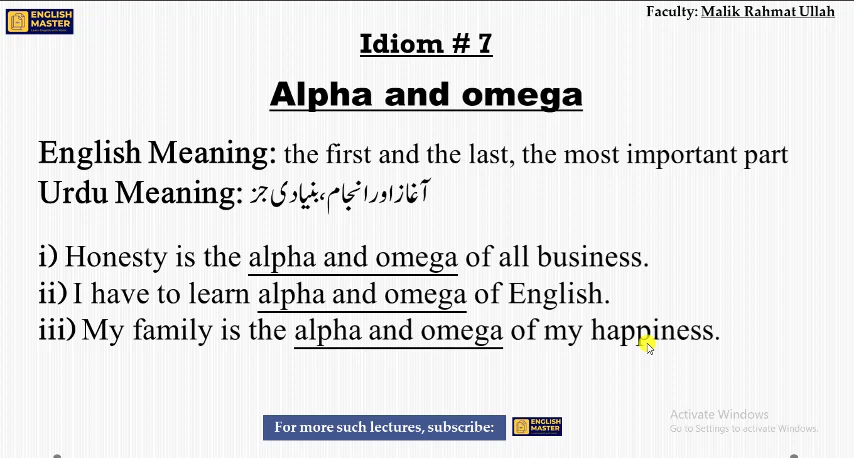 ENGLISH
MASTER
Faculty: Malik Rahmat Ullah
Idiom # 7
Alpha and omega
English Meaning: the first and the last, the most important part
Urdu Meaning: آغاز اور انجام، بنیادی جز
i) Honesty is the alpha and omega of all business.
ii) I have to learn alpha and omega of English.
iii) My family is the alpha and omega of my happiness.
For more such lectures, subscribe:
ENGLISH
MASTER
Activate Windows
Go to Settings to activate Windows.